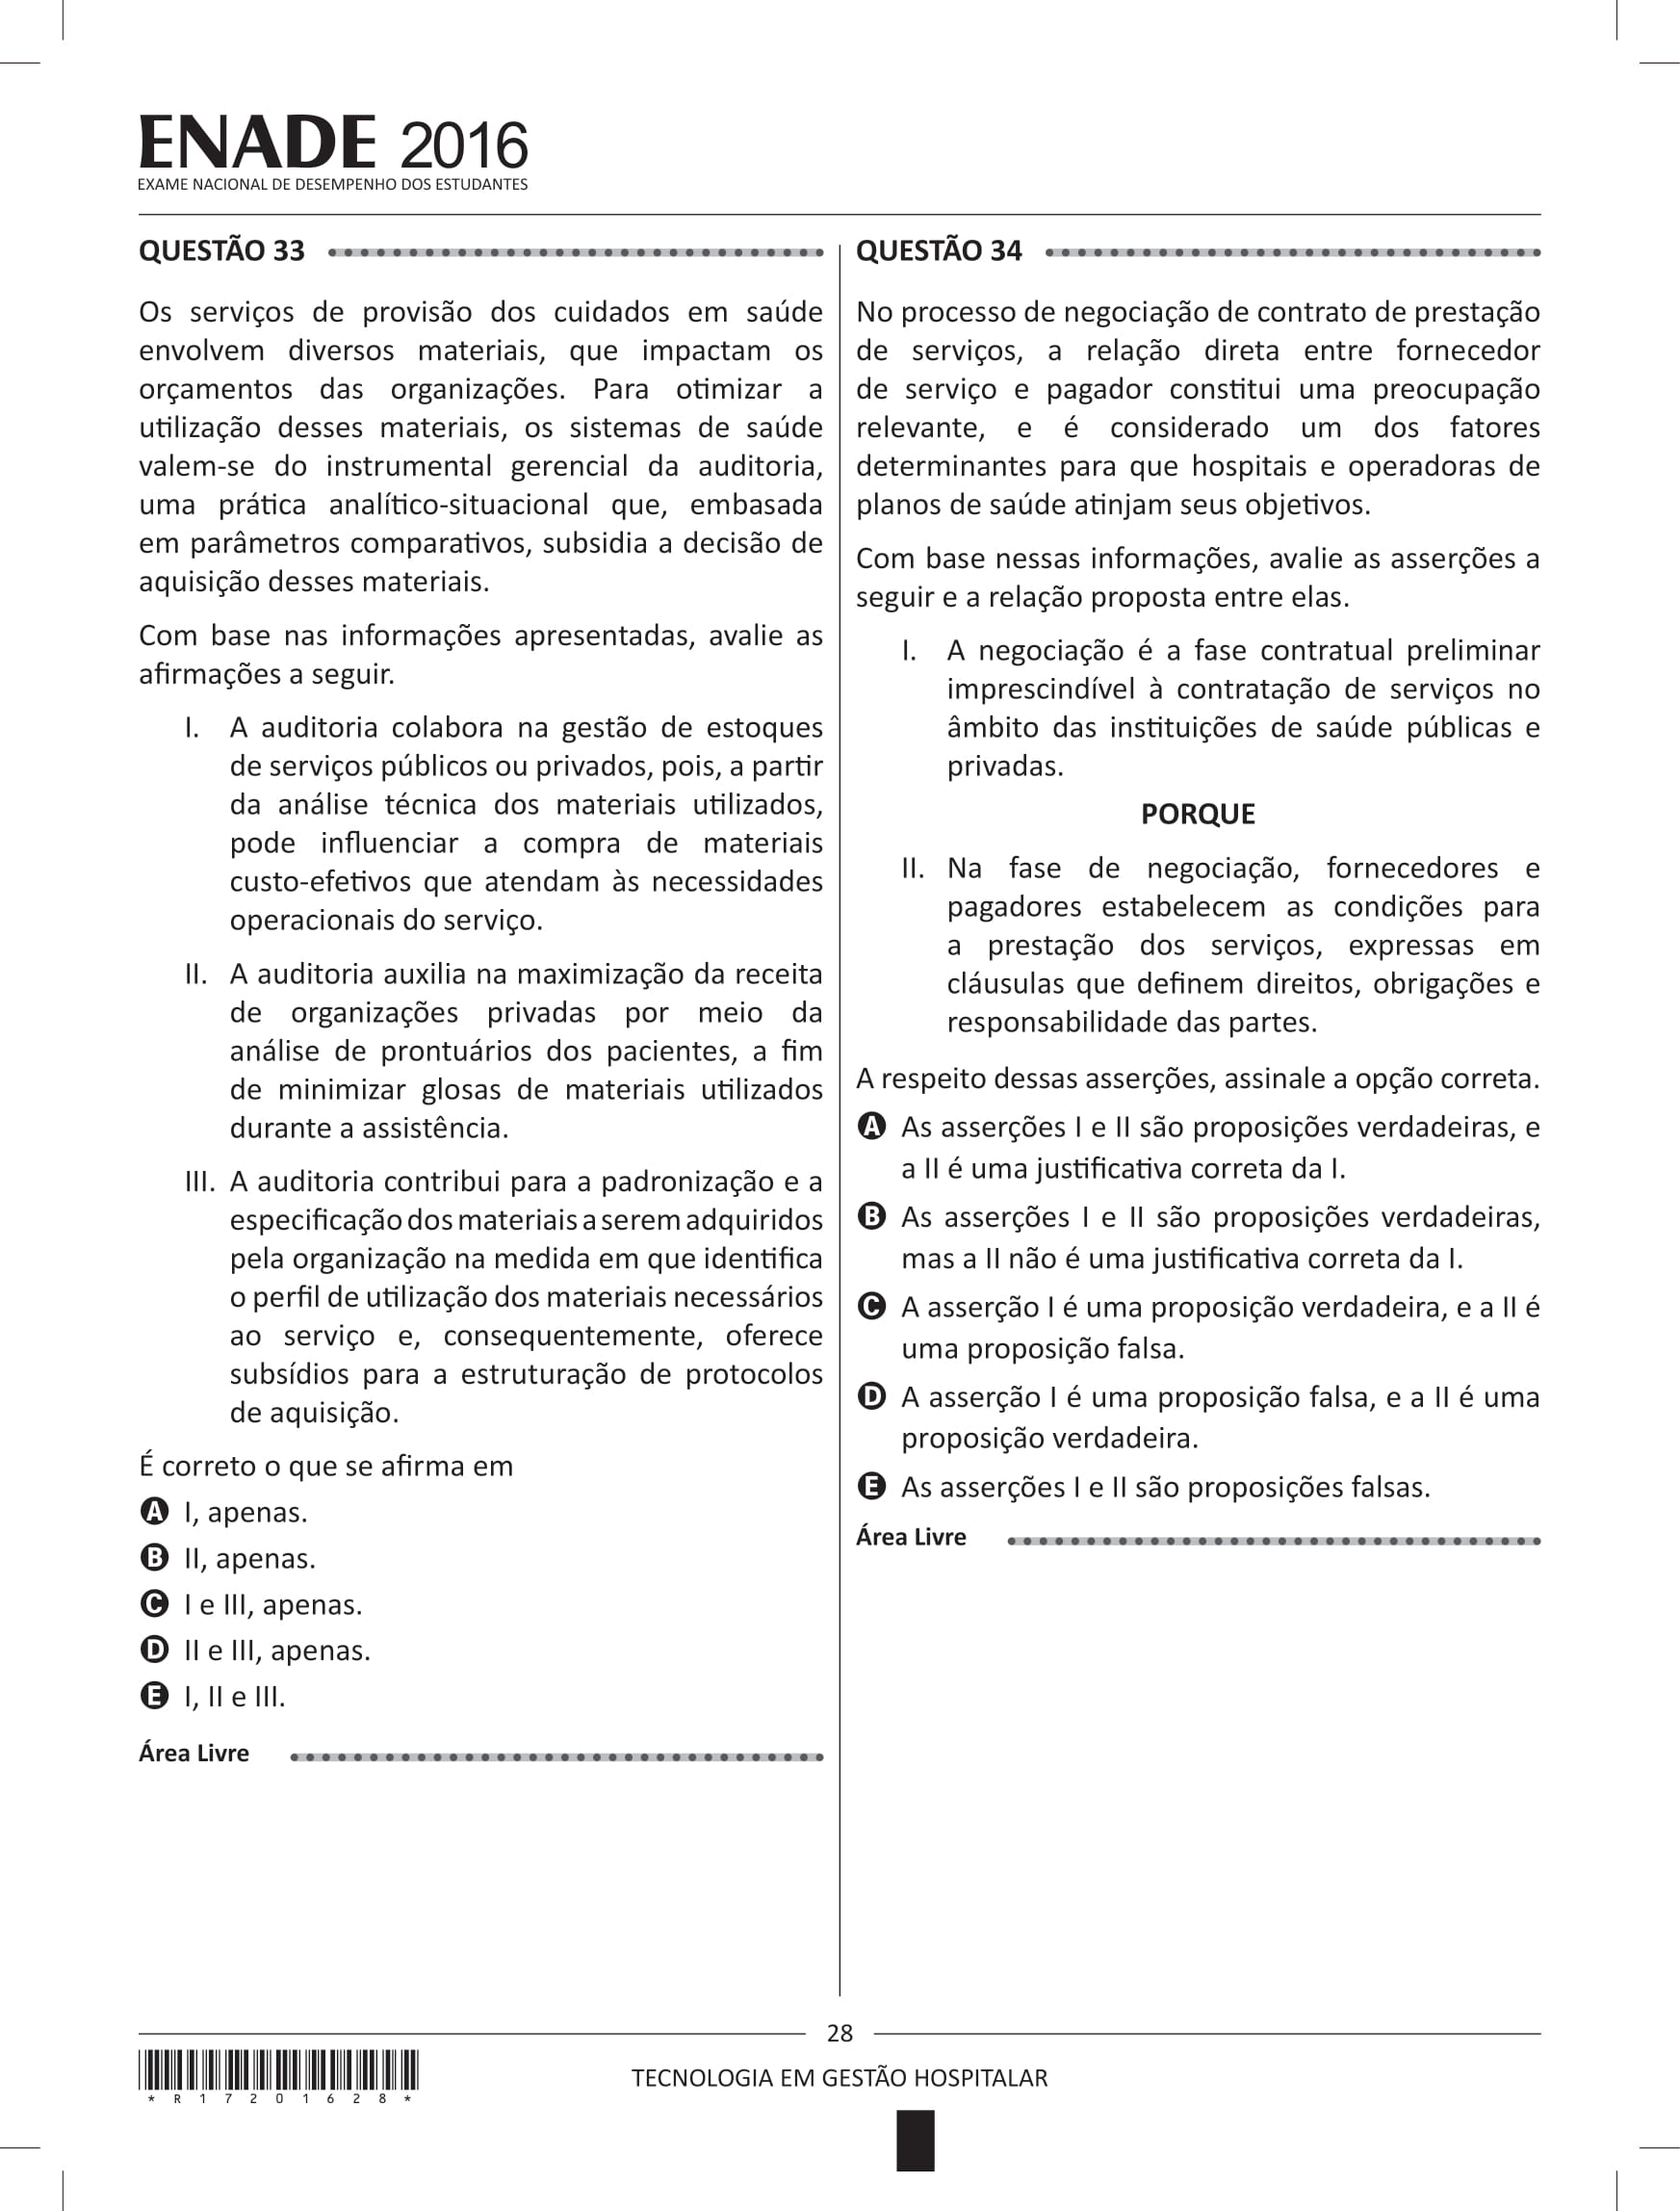 ENADE 2016
EXAME NACIONAL DE DESEMPENHO DOS ESTUDANTES
QUESTÃO 33
Os serviços de provisão dos cuidados em saúde
envolvem diversos materiais, que impactam os
orçamentos das organizações. Para otimizar a
utilização desses materiais, os sistemas de saúde
valem-se do instrumental gerencial da auditoria,
uma prática analítico-situacional que, embasada
em parâmetros comparativos, subsidia a decisão de
aquisição desses materiais.
Com base nas informações apresentadas, avalie as
afirmações a seguir.
I. A auditoria colabora na gestão de estoques
de serviços públicos ou privados, pois, a partir
da análise técnica dos materiais utilizados,
pode influenciar a compra de materiais
custo-efetivos que atendam às necessidades
operacionais do serviço.
II. A auditoria auxilia na maximização da receita
de organizações privadas por meio da
análise de prontuários dos pacientes, a fim
de minimizar glosas de materiais utilizados
durante a assistência.
III. A auditoria contribui para a padronização e a
especificação dos materiais a serem adquiridos
pela organização na medida em que identifica
o perfil de utilização dos materiais necessários
ao serviço e, consequentemente, oferece
subsídios para a estruturação de protocolos
de aquisição.
É correto o que se afirma em
A I, apenas.
B II, apenas.
C I e III, apenas.
D II e III, apenas.
E I, II e III.
Área Livre
QUESTÃO 34
No processo de negociação de contrato de prestação
de serviços, a relação direta entre fornecedor
de serviço e pagador constitui uma preocupação
relevante, e é considerado um dos fatores
determinantes para que hospitais e operadoras de
planos de saúde atinjam seus objetivos.
Com base nessas informações, avalie as asserções a
seguir e a relação proposta entre elas.
I. A negociação é a fase contratual preliminar
imprescindível à contratação de serviços no
âmbito das instituições de saúde públicas e
privadas.
PORQUE
II. Na fase de negociação, fornecedores e
pagadores estabelecem as condições para
a prestação dos serviços, expressas em
cláusulas que definem direitos, obrigações e
responsabilidade das partes.
A respeito dessas asserções, assinale a opção correta.
A As asserções I e II são proposições verdadeiras, e
a II é uma justificativa correta da I.
B As asserções I e II são proposições verdadeiras,
mas a II não é uma justificativa correta da I.
C A asserção I é uma proposição verdadeira, e a II é
uma proposição falsa.
D A asserção I é uma proposição falsa, e a II é uma
proposição verdadeira.
E As asserções I e II são proposições falsas.
Área Livre
28
TECNOLOGIA EM GESTÃO HOSPITALAR
* R 1 7 2 0 1 6 2 8 *